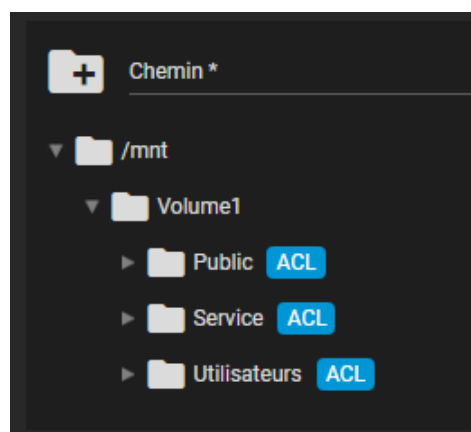 Chemin *
/mnt
Volume1
Public ACL
Service ACL
Utilisateurs ACL